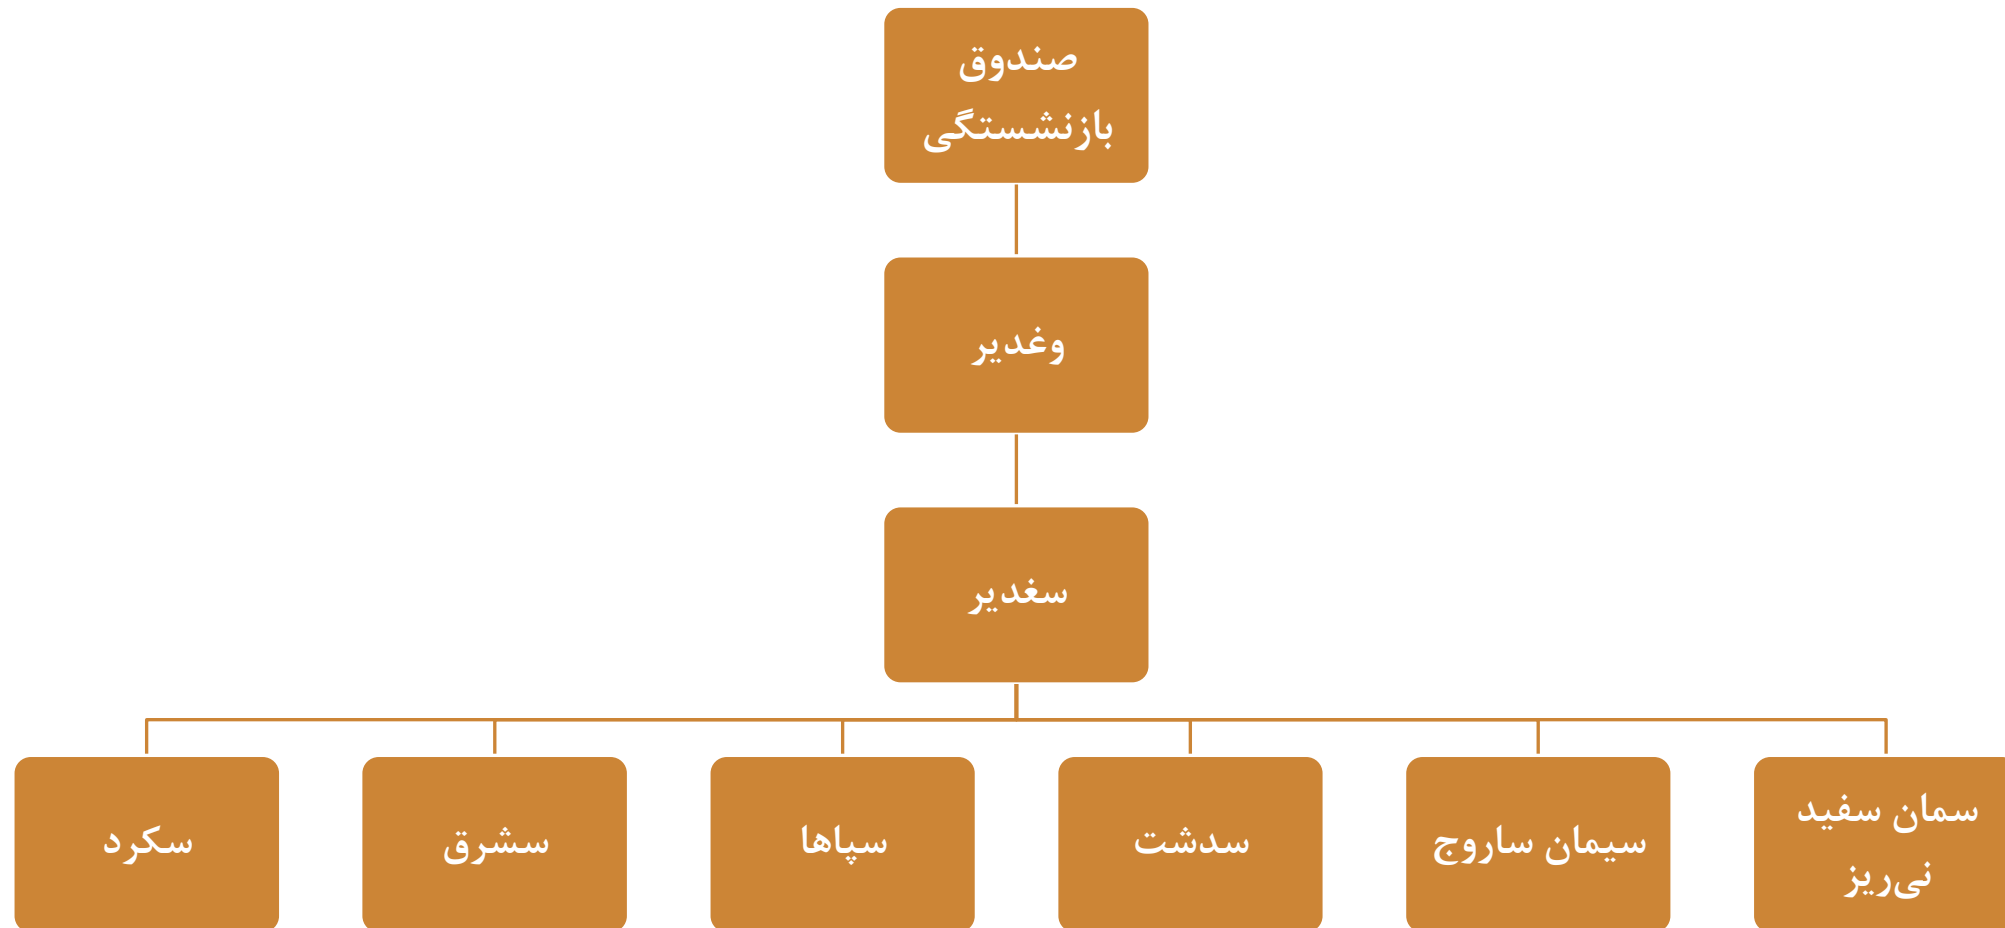 صندوق
بازنشستگی
وغدیر
سغدیر
سمان سفید
نی‌ریز
سیمان ساروج
سدشت
سپاها
سشرق
سکرد